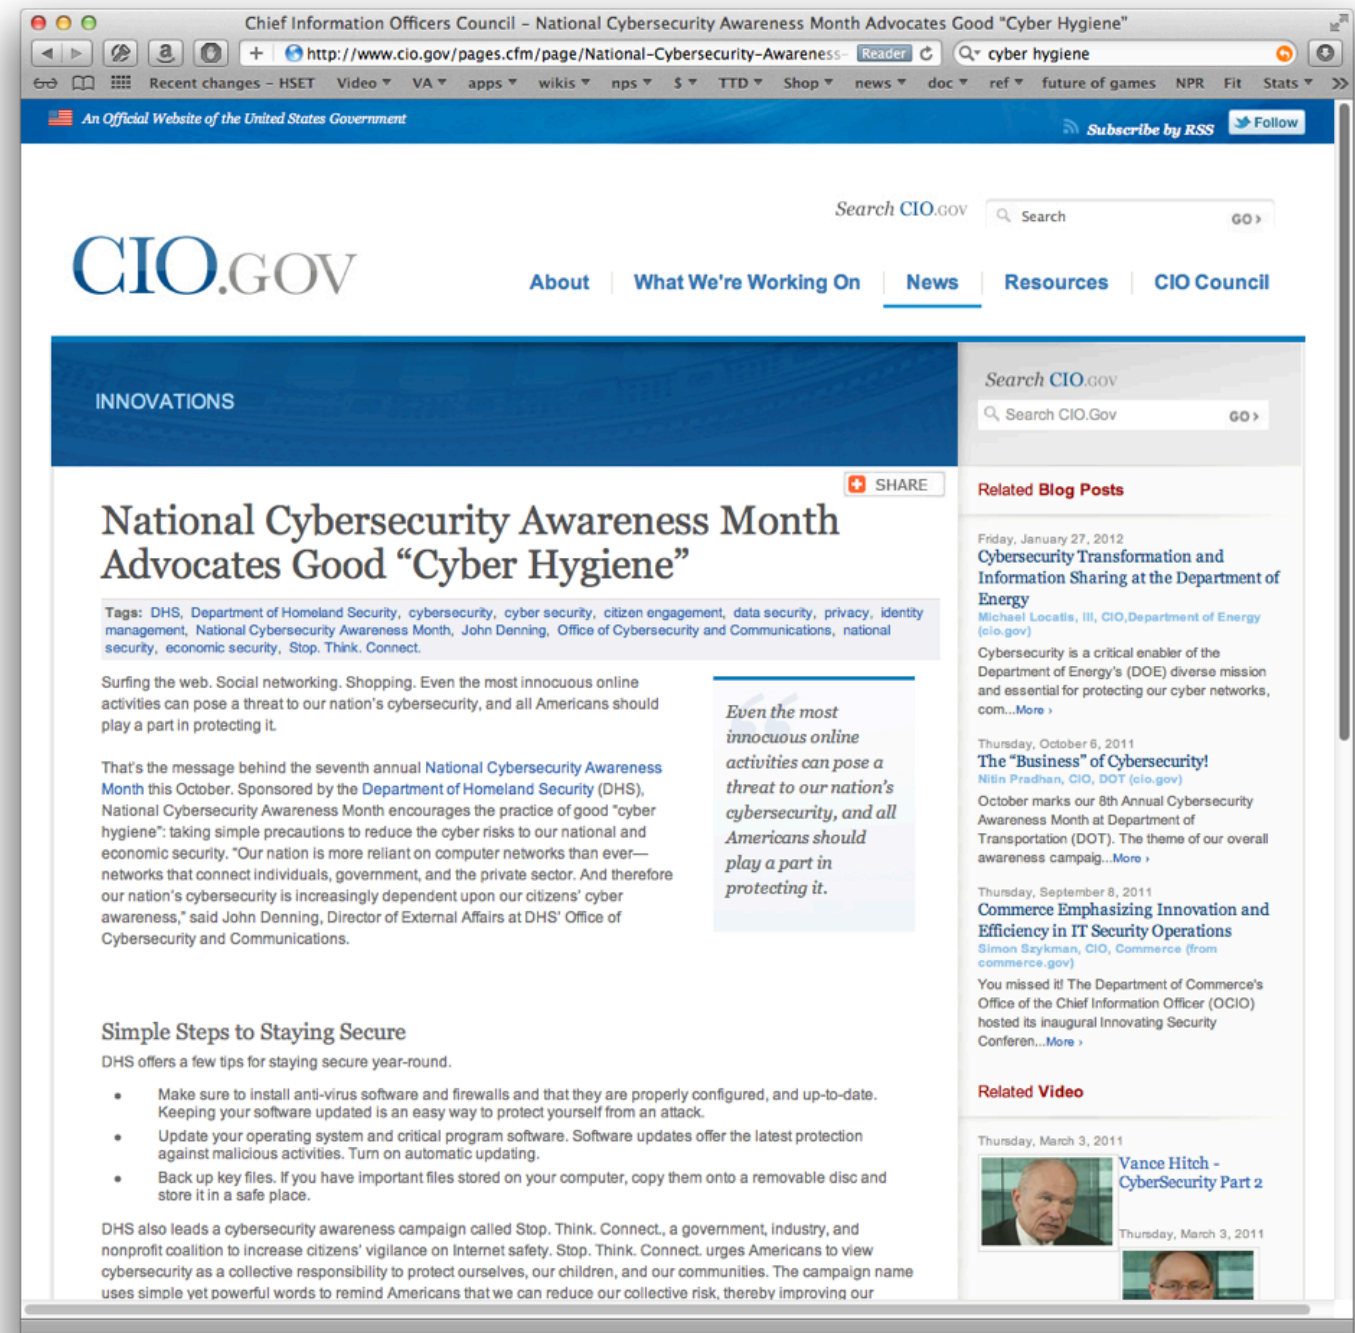 Chief Information Officers Council – National Cybersecurity Awareness Month Advocates Good "Cyber Hygiene"
http://www.cio.gov/pages.cfm/page/National-Cybersecurity-Awareness- Reader cyber hygiene
Recent changes – HSET Video VA apps wikis nps $ TTD Shop news doc ref future of games NPR Fit Stats
An Official Website of the United States Government
Subscribe by RSS Follow
Search CIO.GOV Search GO ›
CIO.GOV
About What We're Working On News Resources CIO Council
INNOVATIONS
SHARE
National Cybersecurity Awareness Month
Advocates Good “Cyber Hygiene”
Tags: DHS, Department of Homeland Security, cybersecurity, cyber security, citizen engagement, data security, privacy, identity
management, National Cybersecurity Awareness Month, John Denning, Office of Cybersecurity and Communications, national
security, economic security, Stop. Think. Connect.
Surfing the web. Social networking. Shopping. Even the most innocuous online
activities can pose a threat to our nation's cybersecurity, and all Americans should
play a part in protecting it.
That's the message behind the seventh annual National Cybersecurity Awareness
Month this October. Sponsored by the Department of Homeland Security (DHS),
National Cybersecurity Awareness Month encourages the practice of good "cyber
hygiene": taking simple precautions to reduce the cyber risks to our national and
economic security. "Our nation is more reliant on computer networks than ever—
networks that connect individuals, government, and the private sector. And therefore
our nation's cybersecurity is increasingly dependent upon our citizens' cyber
awareness," said John Denning, Director of External Affairs at DHS' Office of
Cybersecurity and Communications.
Even the most
innocuous online
activities can pose a
threat to our nation’s
cybersecurity, and all
Americans should
play a part in
protecting it.
Simple Steps to Staying Secure
DHS offers a few tips for staying secure year-round.
• Make sure to install anti-virus software and firewalls and that they are properly configured, and up-to-date.
Keeping your software updated is an easy way to protect yourself from an attack.
• Update your operating system and critical program software. Software updates offer the latest protection
against malicious activities. Turn on automatic updating.
• Back up key files. If you have important files stored on your computer, copy them onto a removable disc and
store it in a safe place.
DHS also leads a cybersecurity awareness campaign called Stop. Think. Connect., a government, industry, and
nonprofit coalition to increase citizens' vigilance on Internet safety. Stop. Think. Connect. urges Americans to view
cybersecurity as a collective responsibility to protect ourselves, our children, and our communities. The campaign name
uses simple yet powerful words to remind Americans that we can reduce our collective risk, thereby improving our
Search CIO.GOV
Search CIO.Gov GO ›
Related Blog Posts
Friday, January 27, 2012
Cybersecurity Transformation and
Information Sharing at the Department of
Energy
Michael Locatis, III, CIO,Department of Energy
(cio.gov)
Cybersecurity is a critical enabler of the
Department of Energy's (DOE) diverse mission
and essential for protecting our cyber networks,
com...More ›
Thursday, October 6, 2011
The “Business” of Cybersecurity!
Nitin Pradhan, CIO, DOT (cio.gov)
October marks our 8th Annual Cybersecurity
Awareness Month at Department of
Transportation (DOT). The theme of our overall
awareness campaig...More ›
Thursday, September 8, 2011
Commerce Emphasizing Innovation and
Efficiency in IT Security Operations
Simon Szykman, CIO, Commerce (from
commerce.gov)
You missed it! The Department of Commerce's
Office of the Chief Information Officer (OCIO)
hosted its inaugural Innovating Security
Conferen...More ›
Related Video
Thursday, March 3, 2011
Vance Hitch -
CyberSecurity Part 2
Thursday, March 3, 2011